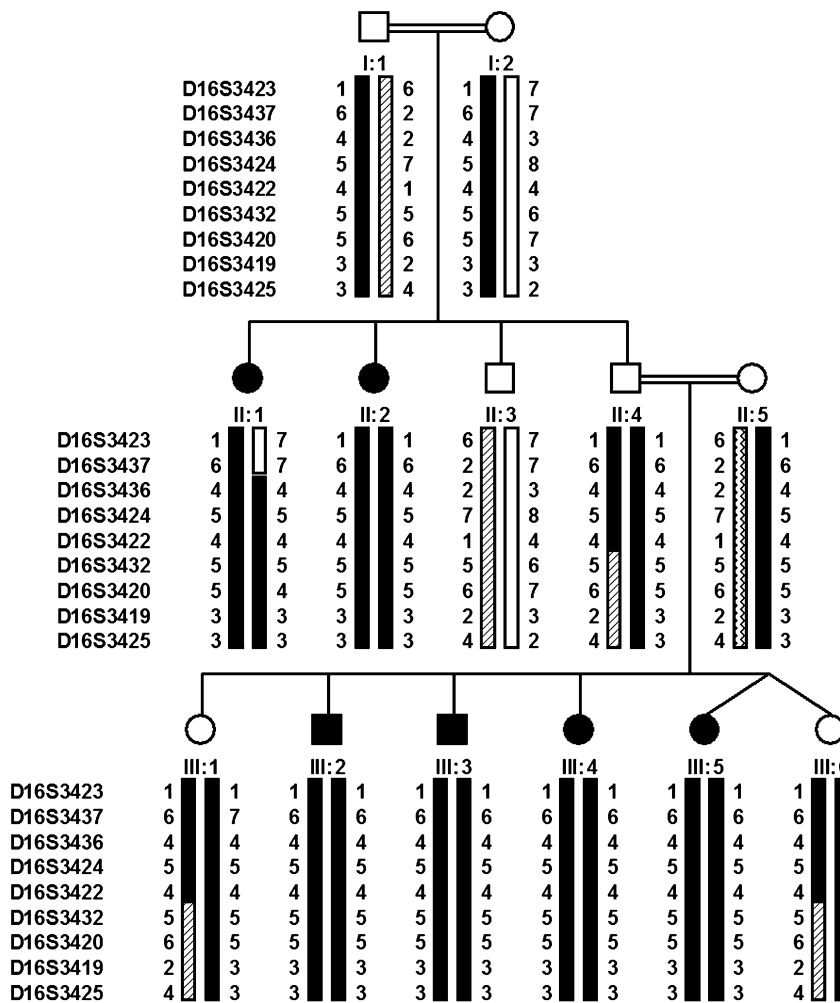 I:1 I:2
D16S3423 1 6 1 7
D16S3437 6 2 6 7
D16S3436 4 2 4 3
D16S3424 5 7 5 8
D16S3422 4 1 4 4
D16S3432 5 5 5 6
D16S3420 5 6 5 7
D16S3419 3 2 3 3
D16S3425 3 4 3 2
II:1 II:2 II:3 II:4 II:5
D16S3423 1 7 1 1 6 7 1 1 6 1
D16S3437 6 7 6 6 2 7 6 6 2 6
D16S3436 4 4 4 4 2 3 4 4 2 4
D16S3424 5 5 5 5 7 8 5 5 7 5
D16S3422 4 4 4 4 1 4 4 4 1 4
D16S3432 5 5 5 5 5 6 5 5 5 5
D16S3420 5 4 5 5 6 7 6 5 6 5
D16S3419 3 3 3 3 2 3 2 3 2 3
D16S3425 3 3 3 3 4 2 4 3 4 3
III:1 III:2 III:3 III:4 III:5
D16S3423 1 1 1 1 1 1 1 1 1 1 1
D16S3437 6 7 6 6 6 6 6 6 6 6 6
D16S3436 4 4 4 4 4 4 4 4 4 4 4
D16S3424 5 5 5 5 5 5 5 5 5 5 5
D16S3422 4 4 4 4 4 4 4 4 4 4 4
D16S3432 5 5 5 5 5 5 5 5 5 5 5
D16S3420 6 5 5 5 5 5 5 5 5 5 6
D16S3419 2 3 3 3 3 3 3 3 3 3 2
D16S3425 4 3 3 3 3 3 3 3 3 3 4